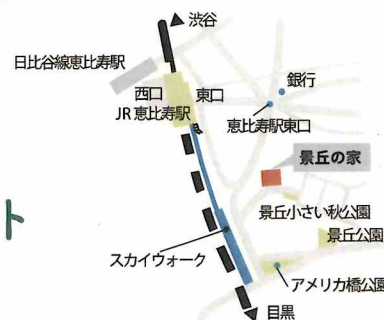 渋谷
日比谷線恵比寿駅
銀行
西口 東口
JR恵比寿駅
恵比寿駅東口
景丘の家
ト
景丘小さい秋公園
景丘公園
スカイウォーク
アメリカ橋公園
目黒